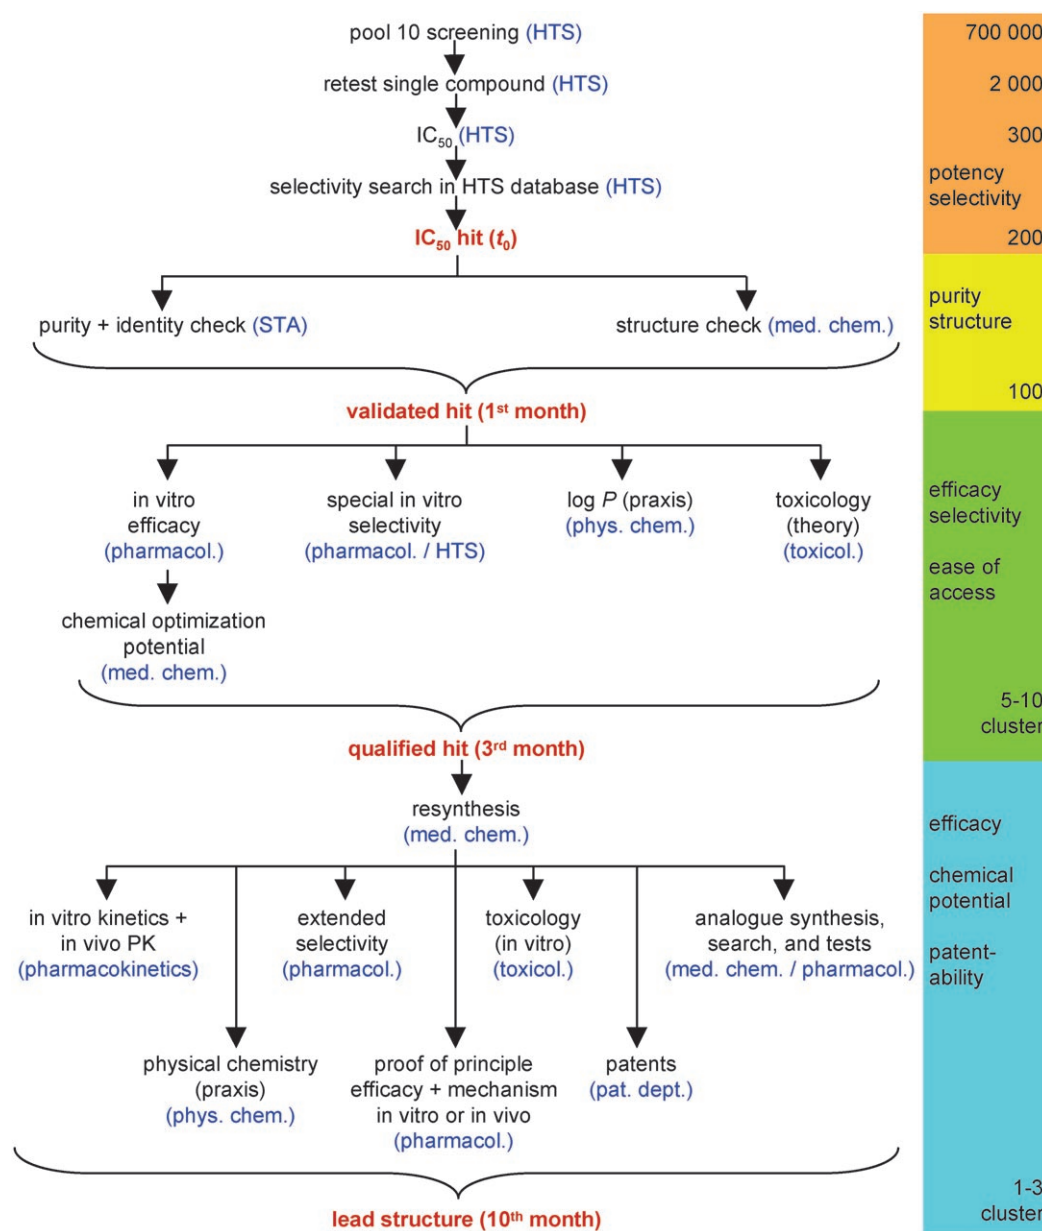 pool 10 screening (HTS)
700 000
retest single compound (HTS)
2 000
IC50 (HTS)
300
selectivity search in HTS database (HTS)
potency
selectivity
IC50 hit (t0)
200
purity + identity check (STA)
structure check (med. chem.)
purity
structure
validated hit (1st month)
100
in vitro
efficacy
(pharmacol.)
special in vitro
selectivity
(pharmacol. / HTS)
log P (praxis)
(phys. chem.)
toxicology
(theory)
(toxicol.)
efficacy
selectivity
ease of
access
chemical optimization
potential
(med. chem.)
5-10
cluster
qualified hit (3rd month)
resynthesis
(med. chem.)
efficacy
chemical
potential
patent-
ability
in vitro kinetics +
in vivo PK
(pharmacokinetics)
extended
selectivity
(pharmacol.)
toxicology
(in vitro)
(toxicol.)
analogue synthesis,
search, and tests
(med. chem. / pharmacol.)
physical chemistry
(praxis)
(phys. chem.)
proof of principle
efficacy + mechanism
in vitro or in vivo
(pharmacol.)
patents
(pat. dept.)
1-3
cluster
lead structure (10th month)